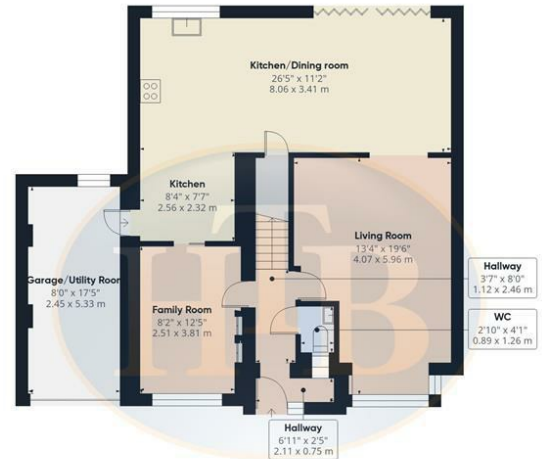 Kitchen/Dining room
26'5" x 11'2"
8.06 x 3.41 m
Kitchen
8'4" x 7'7"
2.56 x 2.32 m
Living Room
13'4" x 19'6"
4.07 x 5.96 m
Hallway
3'7" x 8'0"
1.12 x 2.46 m
Garage/Utility Room
8'0" x 17'5"
2.45 x 5.33 m
Family Room
8'2" x 12'5"
2.51 x 3.81 m
WC
2'10" x 4'1"
0.89 x 1.26 m
Hallway
6'11" x 2'5"
2.11 x 0.75 m
HTB